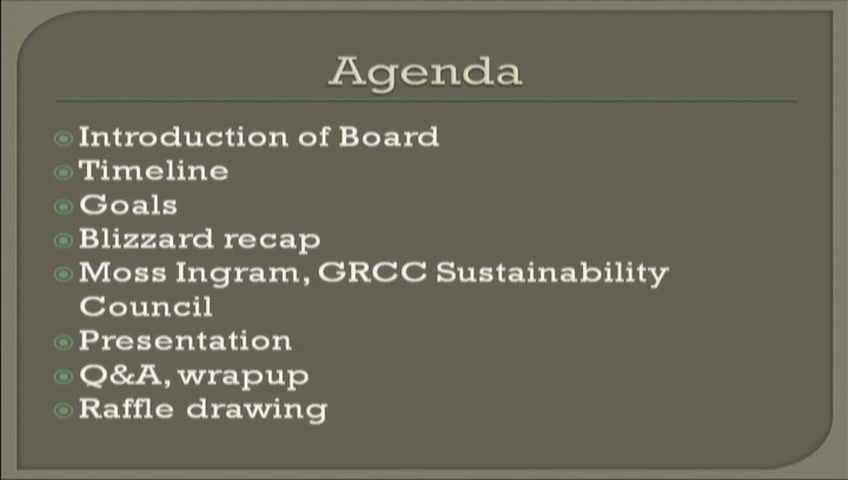 Agenda
Introduction of Board
Timeline
Goals
Blizzard recap
Moss Ingram, GRCC Sustainability
Council
Presentation
Q&A, wrapup
Raffle drawing